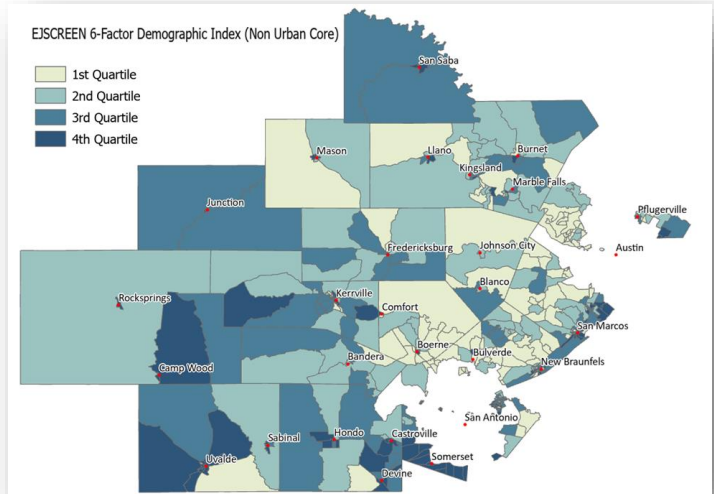 EJSCREEN 6-Factor Demographic Index (Non Urban Core)
1st Quartile
2nd Quartile
3rd Quartile
4th Quartile
San Saba
Mason
Llano
Burnet
Kingsland
Marble Falls
Junction
Pflugerville
Fredericksburg
Johnson City
Austin
Blanco
Rocksprings
Kerrville
Comfort
San Marcos
Boerne
Bulverde
Bandera
New Braunfels
Camp Wood
San Antonio
Sabinal
Hondo
Castroville
Uvalde
Somerset
Devine